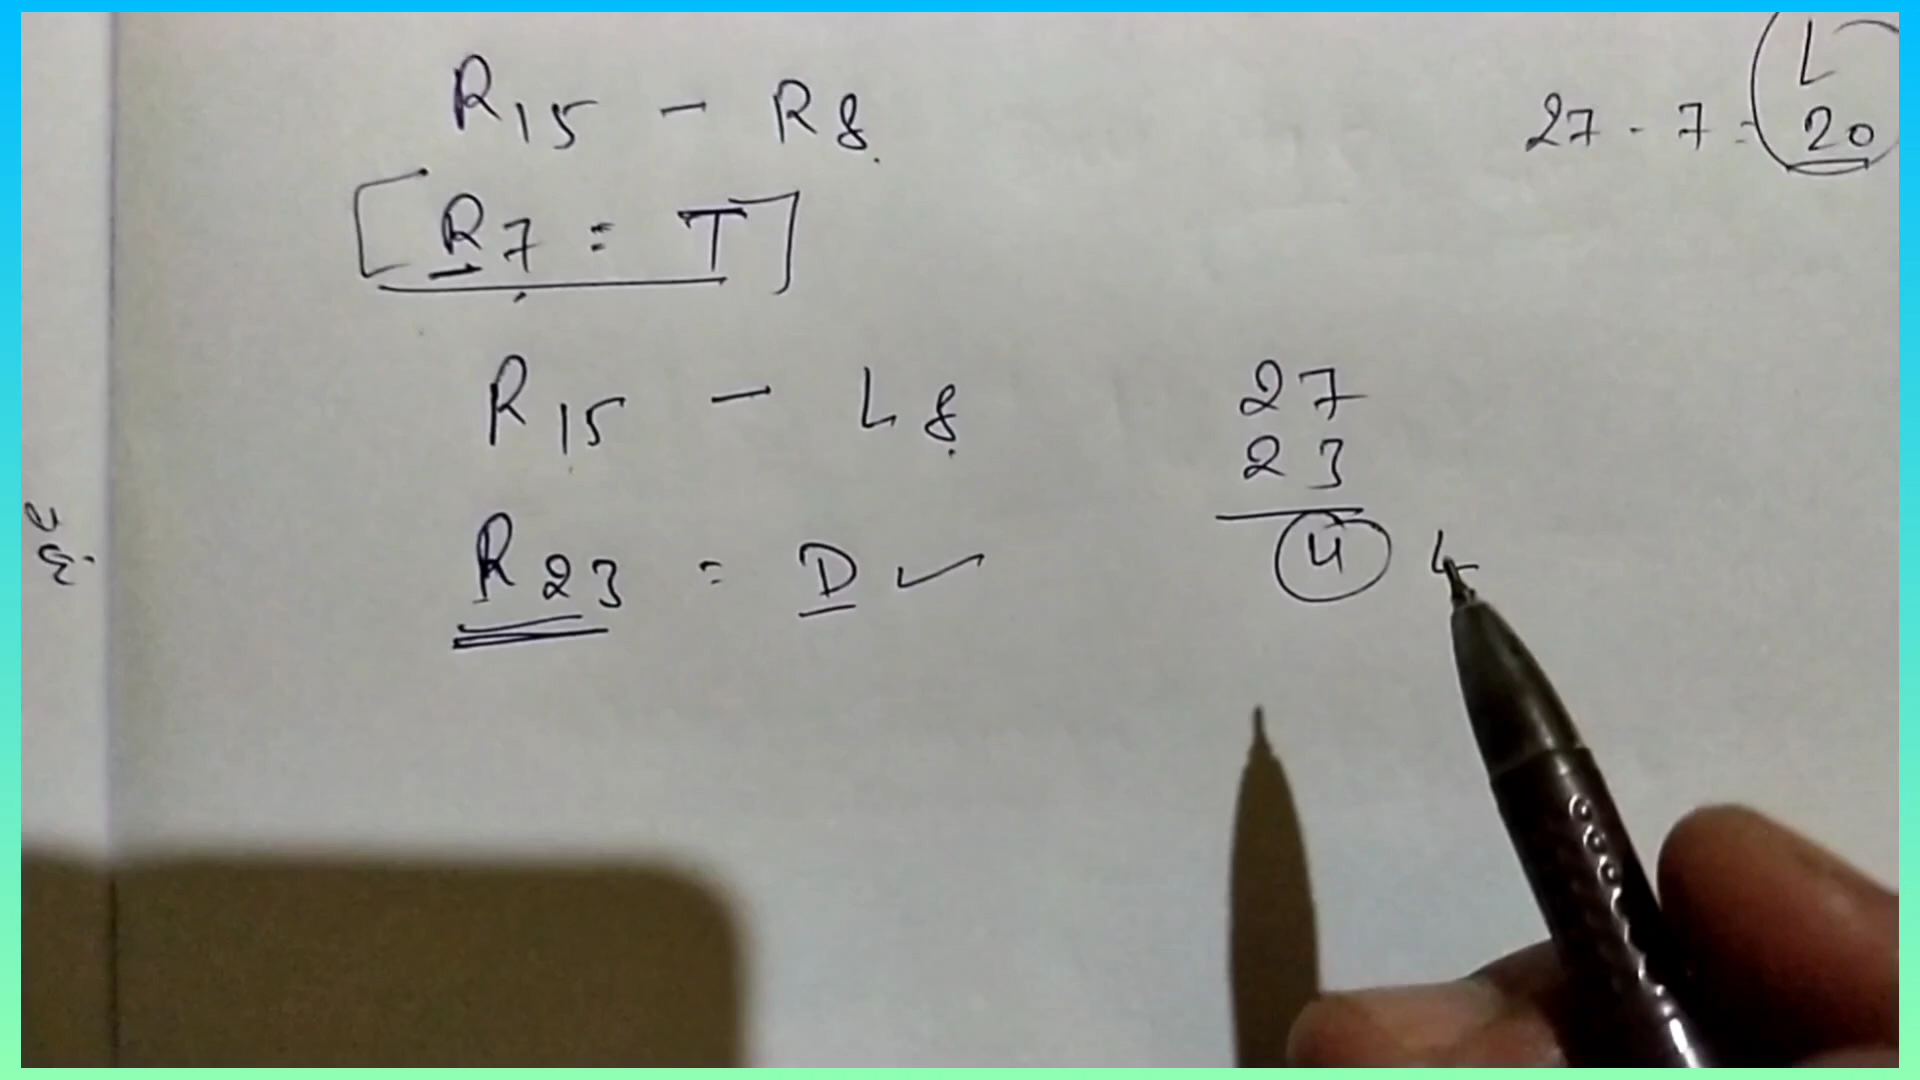 R15 - R8
27 - 7 = L 20
[R7 = T]
R15 - L8
27
23
R23 = D ✓
4 L